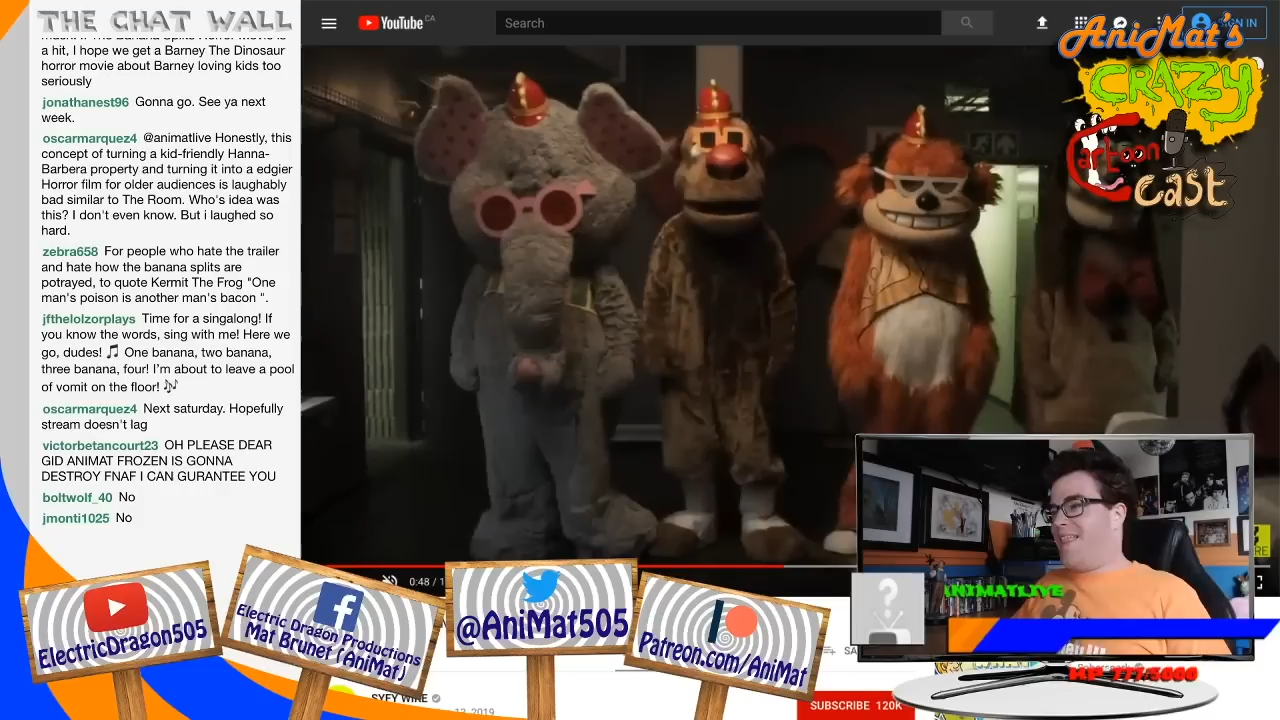 THE CHAT WALL
a hit, I hope we get a Barney The Dinosaur
horror movie about Barney loving kids too
seriously
jonathanest96 Gonna go. See ya next
week.
oscarmarquez4 @animatlive Honestly, this
concept of turning a kid-friendly Hanna-
Barbera property and turning it into a edgier
Horror film for older audiences is laughably
bad similar to The Room. Who's idea was
this? I don't even know. But i laughed so
hard.
zebra658 For people who hate the trailer
and hate how the banana splits are
potrayed, to quote Kermit The Frog "One
man's poison is another man's bacon ".
jfthelolzorplays Time for a singalong! If
you know the words, sing with me! Here we
go, dudes! 🎵 One banana, two banana,
three banana, four! I'm about to leave a pool
of vomit on the floor! 🎶
oscarmarquez4 Next saturday. Hopefully
stream doesn't lag
victorbetancourt23 OH PLEASE DEAR
GID ANIMAT FROZEN IS GONNA
DESTROY FNAF I CAN GURANTEE YOU
boltwolf_40 No
jmonti1025 No
YouTube CA
Search
SIGN IN
AniMat's
CRAZY
Cartoon
Cast
0:48 / 1
ElectricDragon505
Electric Dragon Productions
Mat Brunet (AniMat)
@AniMat505
Patreon.com/AniMat
ANIMATLIVE
HP 777/5000
SYFY WIRE
SUBSCRIBE 120K